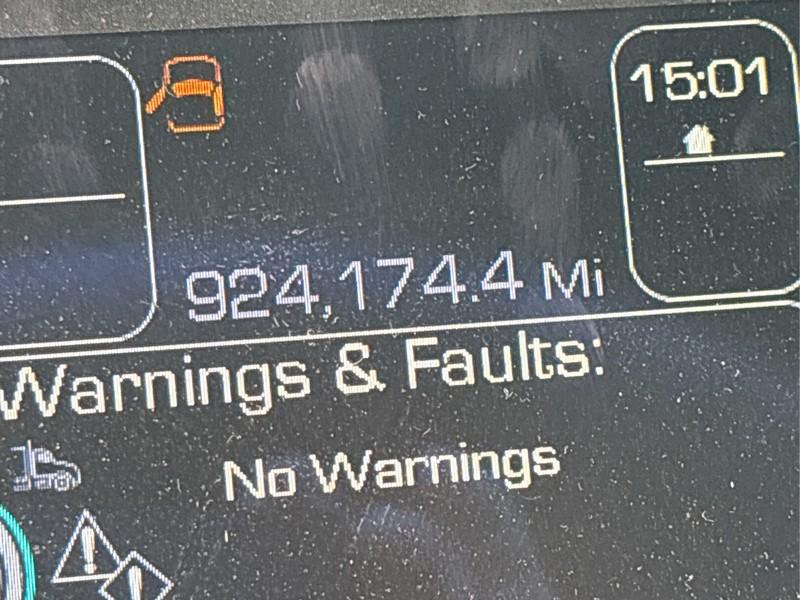 15:01
924,174.4 Mi
Warnings & Faults:
No Warnings